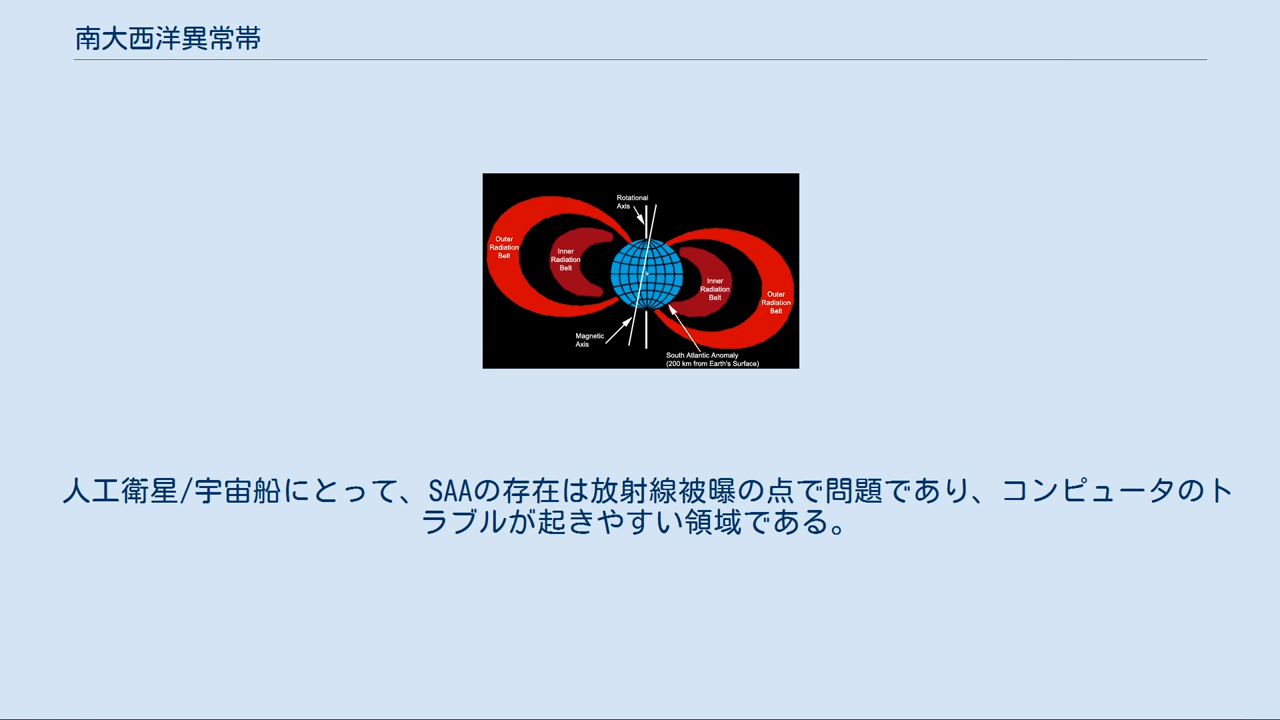 南大西洋異常帯
Rotational
Axis
Outer
Radiation
Belt
Inner
Radiation
Belt
Inner
Radiation
Belt
Outer
Radiation
Belt
Magnetic
Axis
South Atlantic Anomaly
(200 km from Earth's Surface)
人工衛星/宇宙船にとって、SAAの存在は放射線被曝の点で問題であり、コンピュータのト
ラブルが起きやすい領域である。